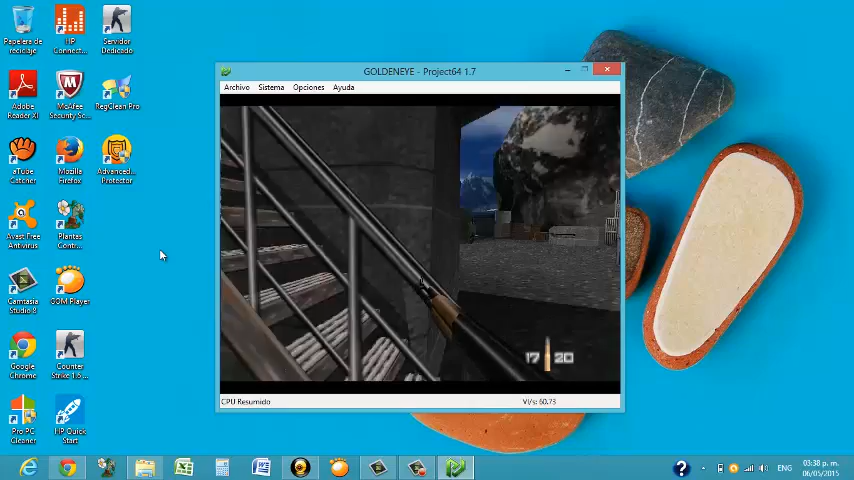 Papelera de
reciclaje
HP
Connect...
Servidor
Dedicado
Adobe
Reader XI
McAfee
Security Se...
RegClean Pro
aTube
Catcher
Mozilla
Firefox
Advanced...
Protector
Avast Free
Antivirus
Plantas
Contr...
Camtasia
Studio 8
GOM Player
Google
Chrome
Counter
Strike 1.6 ...
Pro PC
Cleaner
HP Quick
Start
GOLDENEYE - Project64 1.7
Archivo Sistema Opciones Ayuda
17 20
CPU Resumido VI/s: 60.73
ENG
03:38 p. m.
06/05/2015